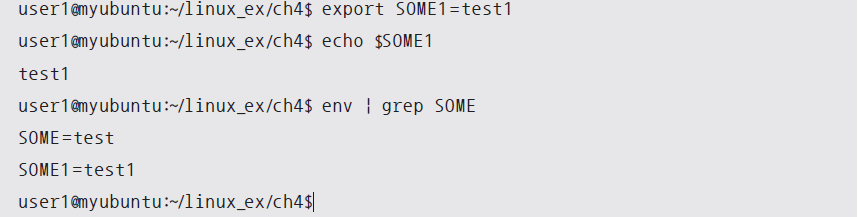 user1@myubuntu:~/linux_ex/ch4$ export SOME1=test1
user1@myubuntu:~/linux_ex/ch4$ echo $SOME1
test1
user1@myubuntu:~/linux_ex/ch4$ env | grep SOME
SOME=test
SOME1=test1
user1@myubuntu:~/linux_ex/ch4$